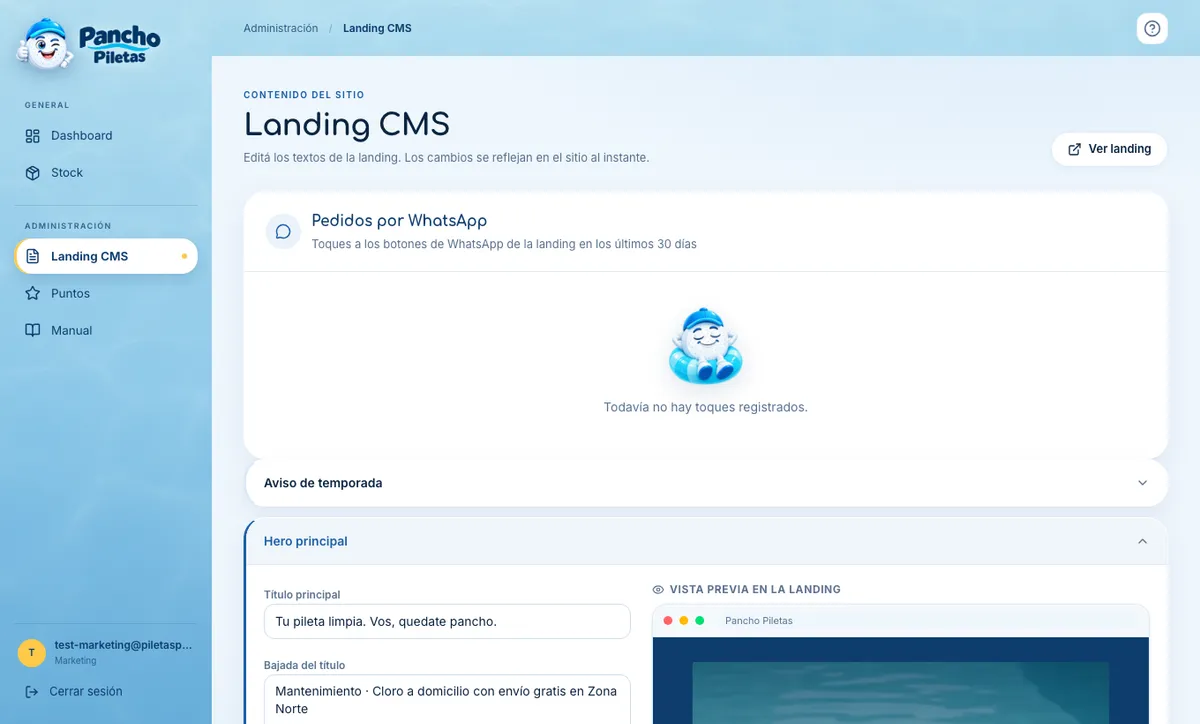 Pancho
Piletas
GENERAL
Dashboard
Stock
ADMINISTRACIÓN
Landing CMS
Puntos
Manual
T
test-marketing@piletasp...
Marketing
Cerrar sesión
Administración / Landing CMS
CONTENIDO DEL SITIO
Landing CMS
Editá los textos de la landing. Los cambios se reflejan en el sitio al instante.
Ver landing
Pedidos por WhatsApp
Toques a los botones de WhatsApp de la landing en los últimos 30 días
Todavía no hay toques registrados.
Aviso de temporada
Hero principal
Título principal
Tu pileta limpia. Vos, quedate pancho.
Bajada del título
Mantenimiento · Cloro a domicilio con envío gratis en Zona
Norte
VISTA PREVIA EN LA LANDING
Pancho Piletas